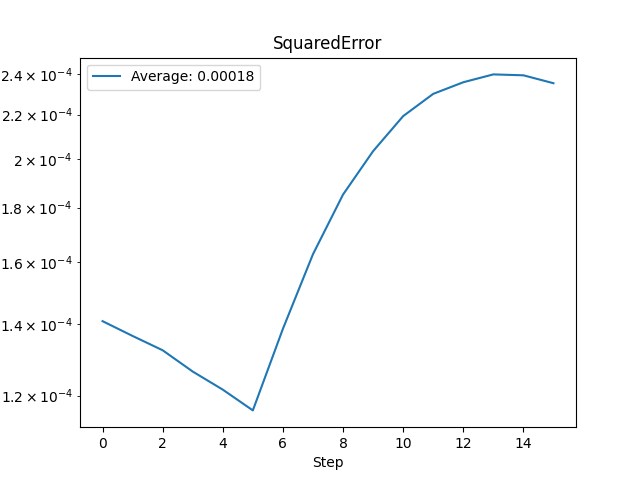 SquaredError
Average: 0.00018
2.4 × 10⁻⁴
2.2 × 10⁻⁴
2 × 10⁻⁴
1.8 × 10⁻⁴
1.6 × 10⁻⁴
1.4 × 10⁻⁴
1.2 × 10⁻⁴
0 2 4 6 8 10 12 14
Step